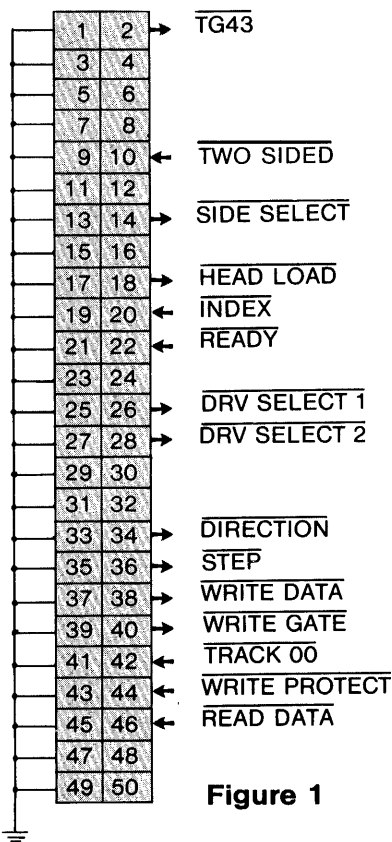 1 2 TG43
3 4
5 6
7 8
9 10 TWO SIDED
11 12
13 14 SIDE SELECT
15 16
17 18 HEAD LOAD
19 20 INDEX
21 22 READY
23 24
25 26 DRV SELECT 1
27 28 DRV SELECT 2
29 30
31 32
33 34 DIRECTION
35 36 STEP
37 38 WRITE DATA
39 40 WRITE GATE
41 42 TRACK 00
43 44 WRITE PROTECT
45 46 READ DATA
47 48
49 50
Figure 1